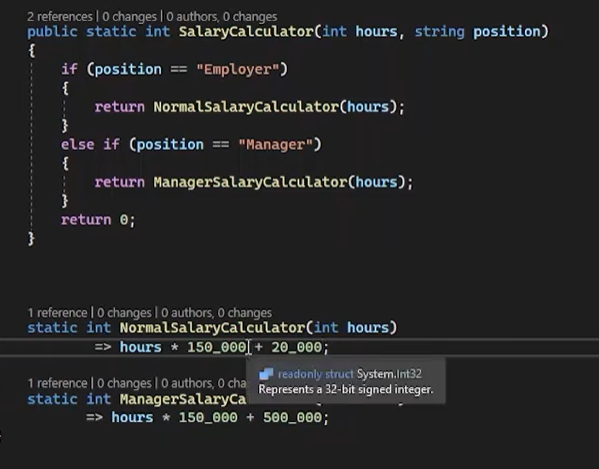 2 references | 0 changes | 0 authors, 0 changes
public static int SalaryCalculator(int hours, string position)
{
if (position == "Employer")
{
return NormalSalaryCalculator(hours);
}
else if (position == "Manager")
{
return ManagerSalaryCalculator(hours);
}
return 0;
}
1 reference | 0 changes | 0 authors, 0 changes
static int NormalSalaryCalculator(int hours)
=> hours * 150_000 + 20_000;
readonly struct System.Int32
Represents a 32-bit signed integer.
1 reference | 0 changes | 0 authors, 0 cha
static int ManagerSalaryCa
=> hours * 150_000 + 500_000;